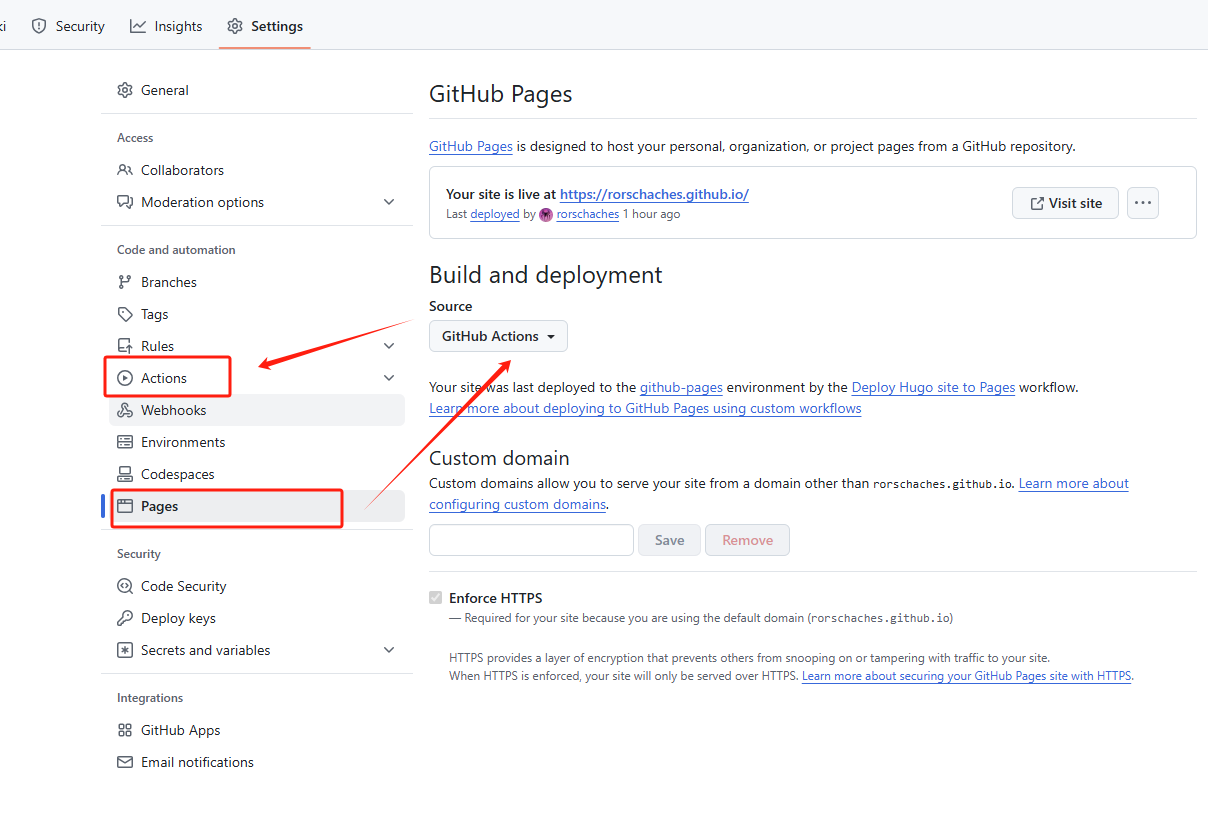 ki
Security
Insights
Settings
General
Access
Collaborators
Moderation options
Code and automation
Branches
Tags
Rules
Actions
Webhooks
Environments
Codespaces
Pages
Security
Code Security
Deploy keys
Secrets and variables
Integrations
GitHub Apps
Email notifications
GitHub Pages
GitHub Pages is designed to host your personal, organization, or project pages from a GitHub repository.
Your site is live at https://rorschaches.github.io/
Last deployed by rorschaches 1 hour ago
Visit site
Build and deployment
Source
GitHub Actions
Your site was last deployed to the github-pages environment by the Deploy Hugo site to Pages workflow.
Learn more about deploying to GitHub Pages using custom workflows
Custom domain
Custom domains allow you to serve your site from a domain other than rorschaches.github.io. Learn more about
configuring custom domains.
Save
Remove
Enforce HTTPS
— Required for your site because you are using the default domain (rorschaches.github.io)
HTTPS provides a layer of encryption that prevents others from snooping on or tampering with traffic to your site.
When HTTPS is enforced, your site will only be served over HTTPS. Learn more about securing your GitHub Pages site with HTTPS.